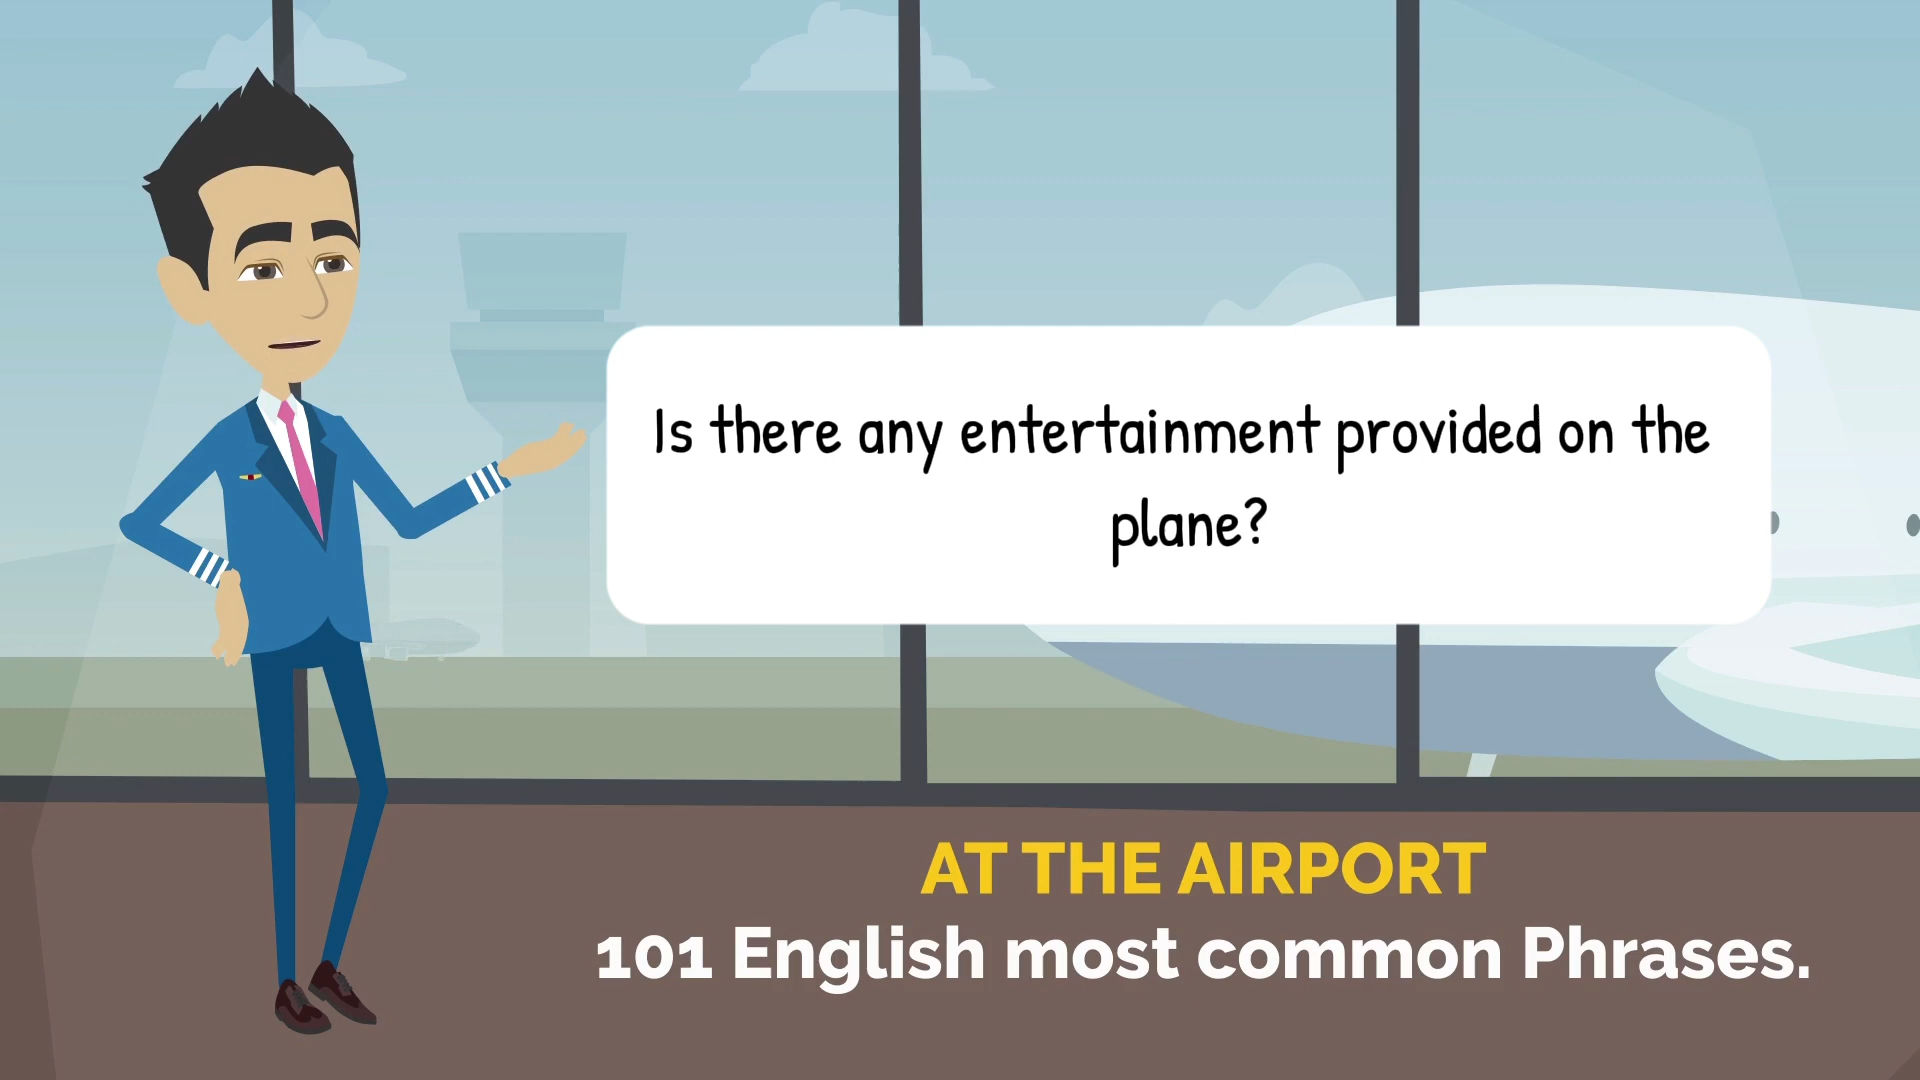 Is there any entertainment provided on the
plane?
AT THE AIRPORT
101 English most common Phrases.